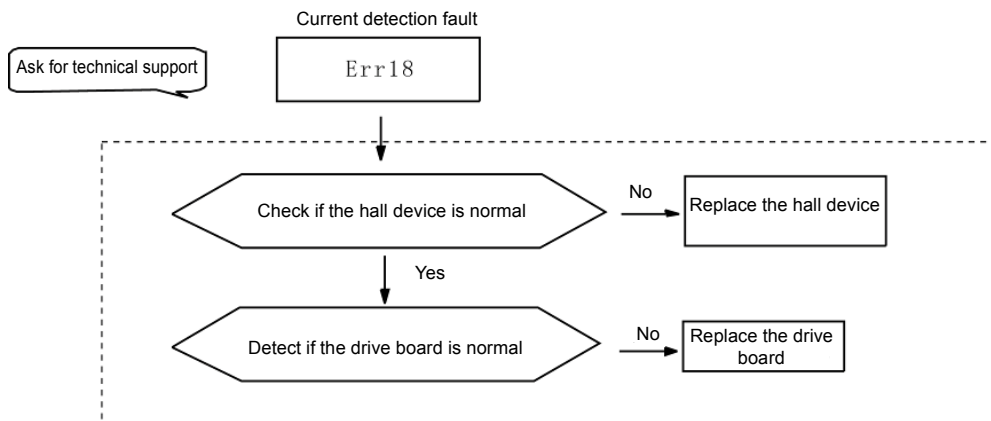 Current detection fault
Ask for technical support
Err18
Check if the hall device is normal
No
Replace the hall device
Yes
Detect if the drive board is normal
No
Replace the drive
board